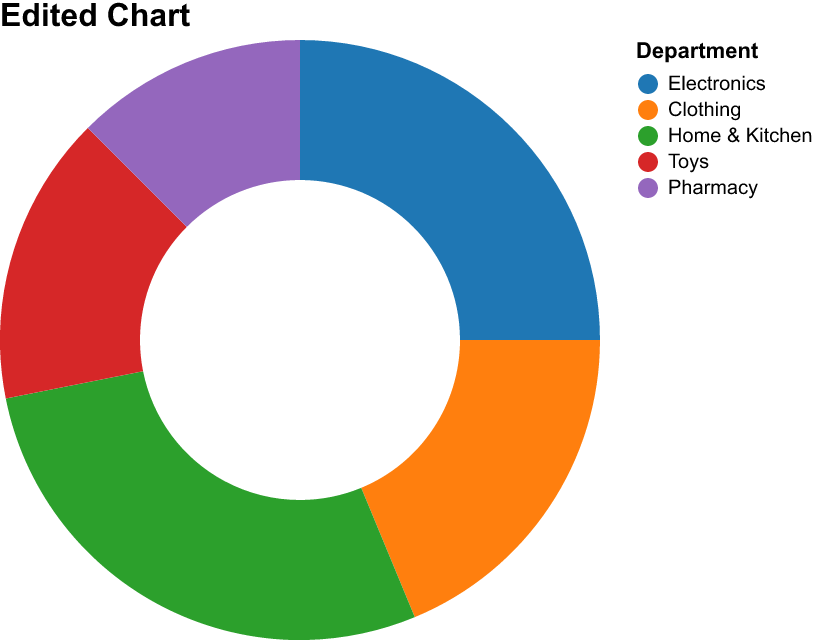 Edited Chart
Department
Electronics
Clothing
Home & Kitchen
Toys
Pharmacy